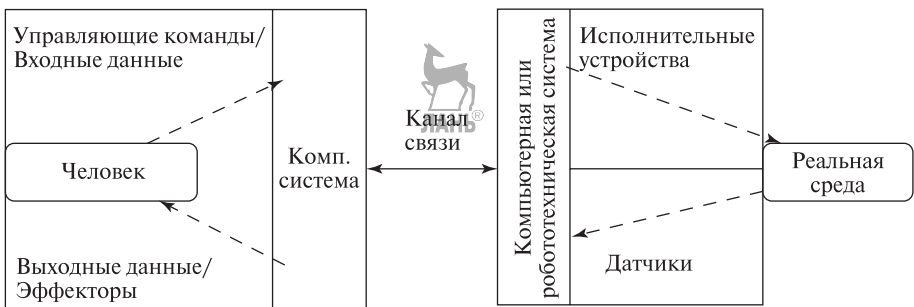 Управляющие команды/
Входные данные
Человек
Выходные данные/
Эффекторы
Комп.
система
ЛАНЬ®
Канал
связи
Компьютерная или
робототехническая система
Исполнительные
устройства
Реальная
среда
Датчики